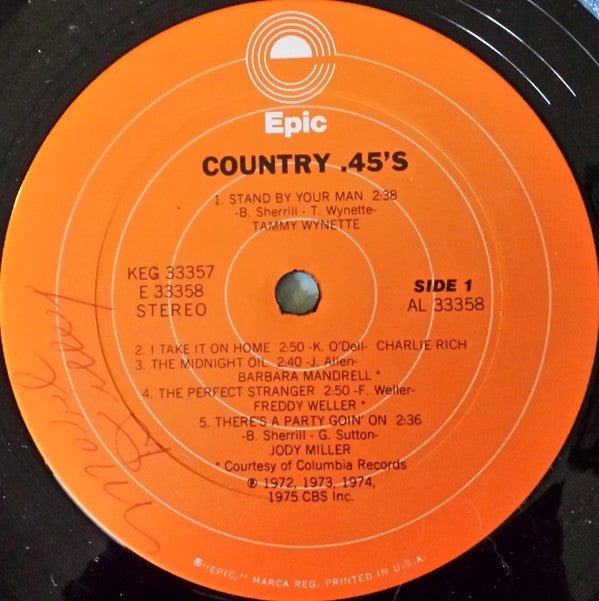 Epic
COUNTRY .45'S
1. STAND BY YOUR MAN 2:38
-B. Sherrill - T. Wynette-
TAMMY WYNETTE
KEG 33357
E 33358
STEREO
SIDE 1
AL 33358
2. I TAKE IT ON HOME 2:50 -K. O'Dell- CHARLIE RICH
3. THE MIDNIGHT OIL 2:40 -J. Allen-
BARBARA MANDRELL *
4. THE PERFECT STRANGER 2:50 -F. Weller-
FREDDY WELLER *
5. THERE'S A PARTY GOIN' ON 2:36
-B. Sherrill - G. Sutton-
JODY MILLER
* Courtesy of Columbia Records
℗ 1972, 1973, 1974,
1975 CBS Inc.
®"EPIC," MARCA REG. PRINTED IN U.S.A.